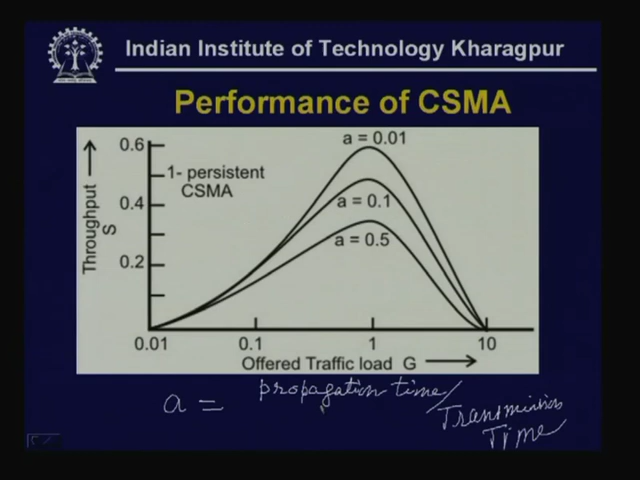 Indian Institute of Technology Kharagpur
Performance of CSMA
0.6
a = 0.01
1- persistent
CSMA
Throughput
S
0.4
a = 0.1
a = 0.5
0.2
0.01
0.1
1
10
Offered Traffic load G
a = propagation time/
Transmission
Time